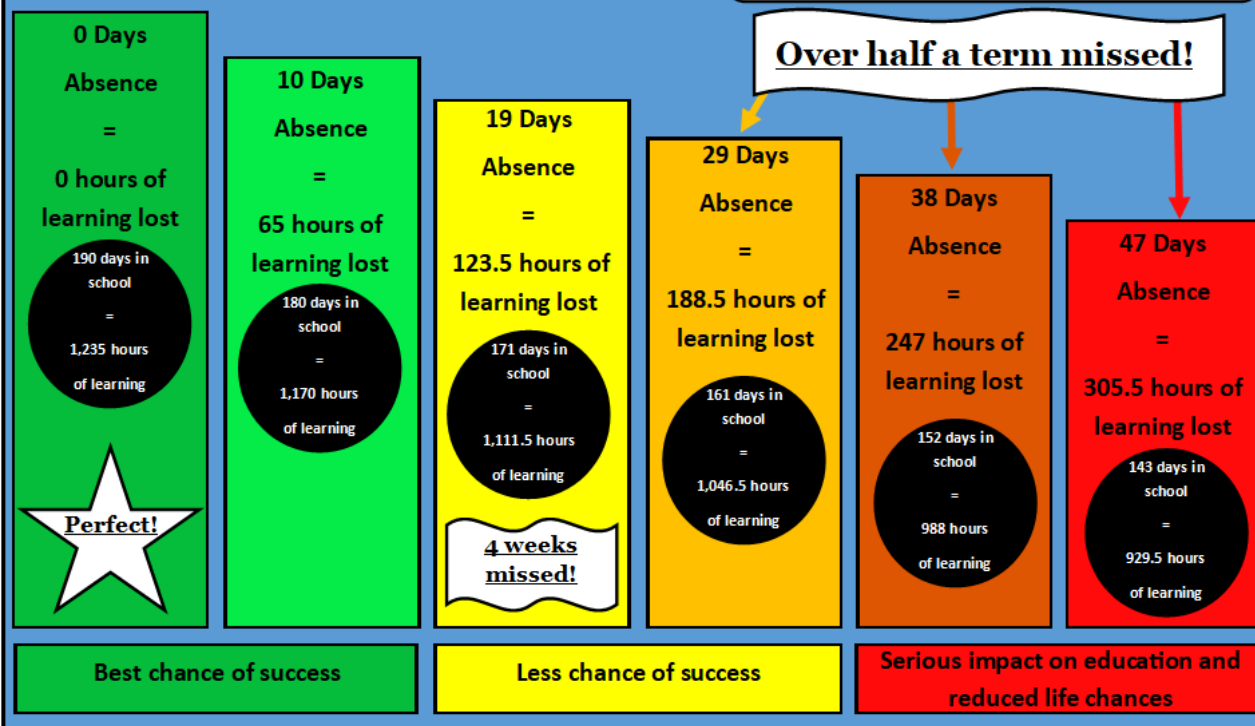 0 Days
Absence
=
0 hours of
learning lost
190 days in
school
=
1,235 hours
of learning
Perfect!
10 Days
Absence
=
65 hours of
learning lost
180 days in
school
=
1,170 hours
of learning
19 Days
Absence
=
123.5 hours of
learning lost
171 days in
school
=
1,111.5 hours
of learning
4 weeks
missed!
Over half a term missed!
29 Days
Absence
=
188.5 hours of
learning lost
161 days in
school
=
1,046.5 hours
of learning
38 Days
Absence
=
247 hours of
learning lost
152 days in
school
=
988 hours
of learning
47 Days
Absence
=
305.5 hours of
learning lost
143 days in
school
=
929.5 hours
of learning
Best chance of success
Less chance of success
Serious impact on education and
reduced life chances